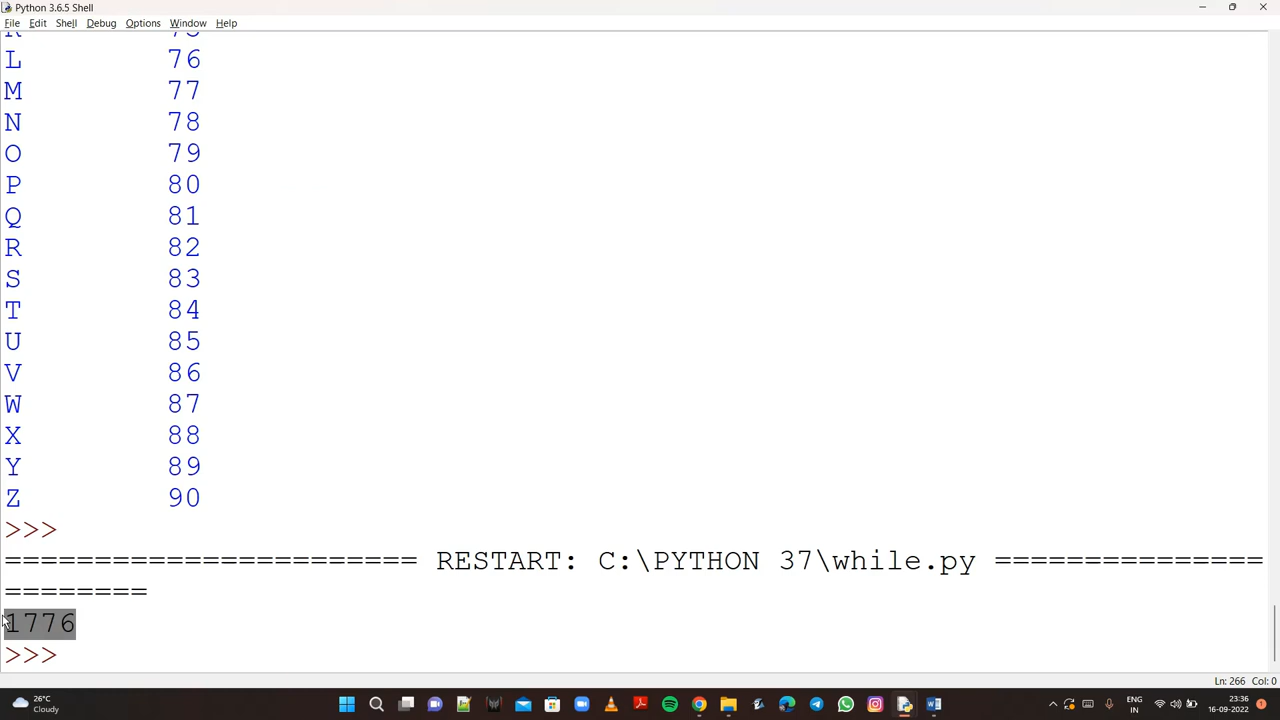 Python 3.6.5 Shell
File Edit Shell Debug Options Window Help
L 76
M 77
N 78
O 79
P 80
Q 81
R 82
S 83
T 84
U 85
V 86
W 87
X 88
Y 89
Z 90
>>>
======================= RESTART: C:\PYTHON 37\while.py ===============
========
1776
>>>
Ln: 266 Col: 0
26°C
Cloudy
ENG
IN
23:36
16-09-2022